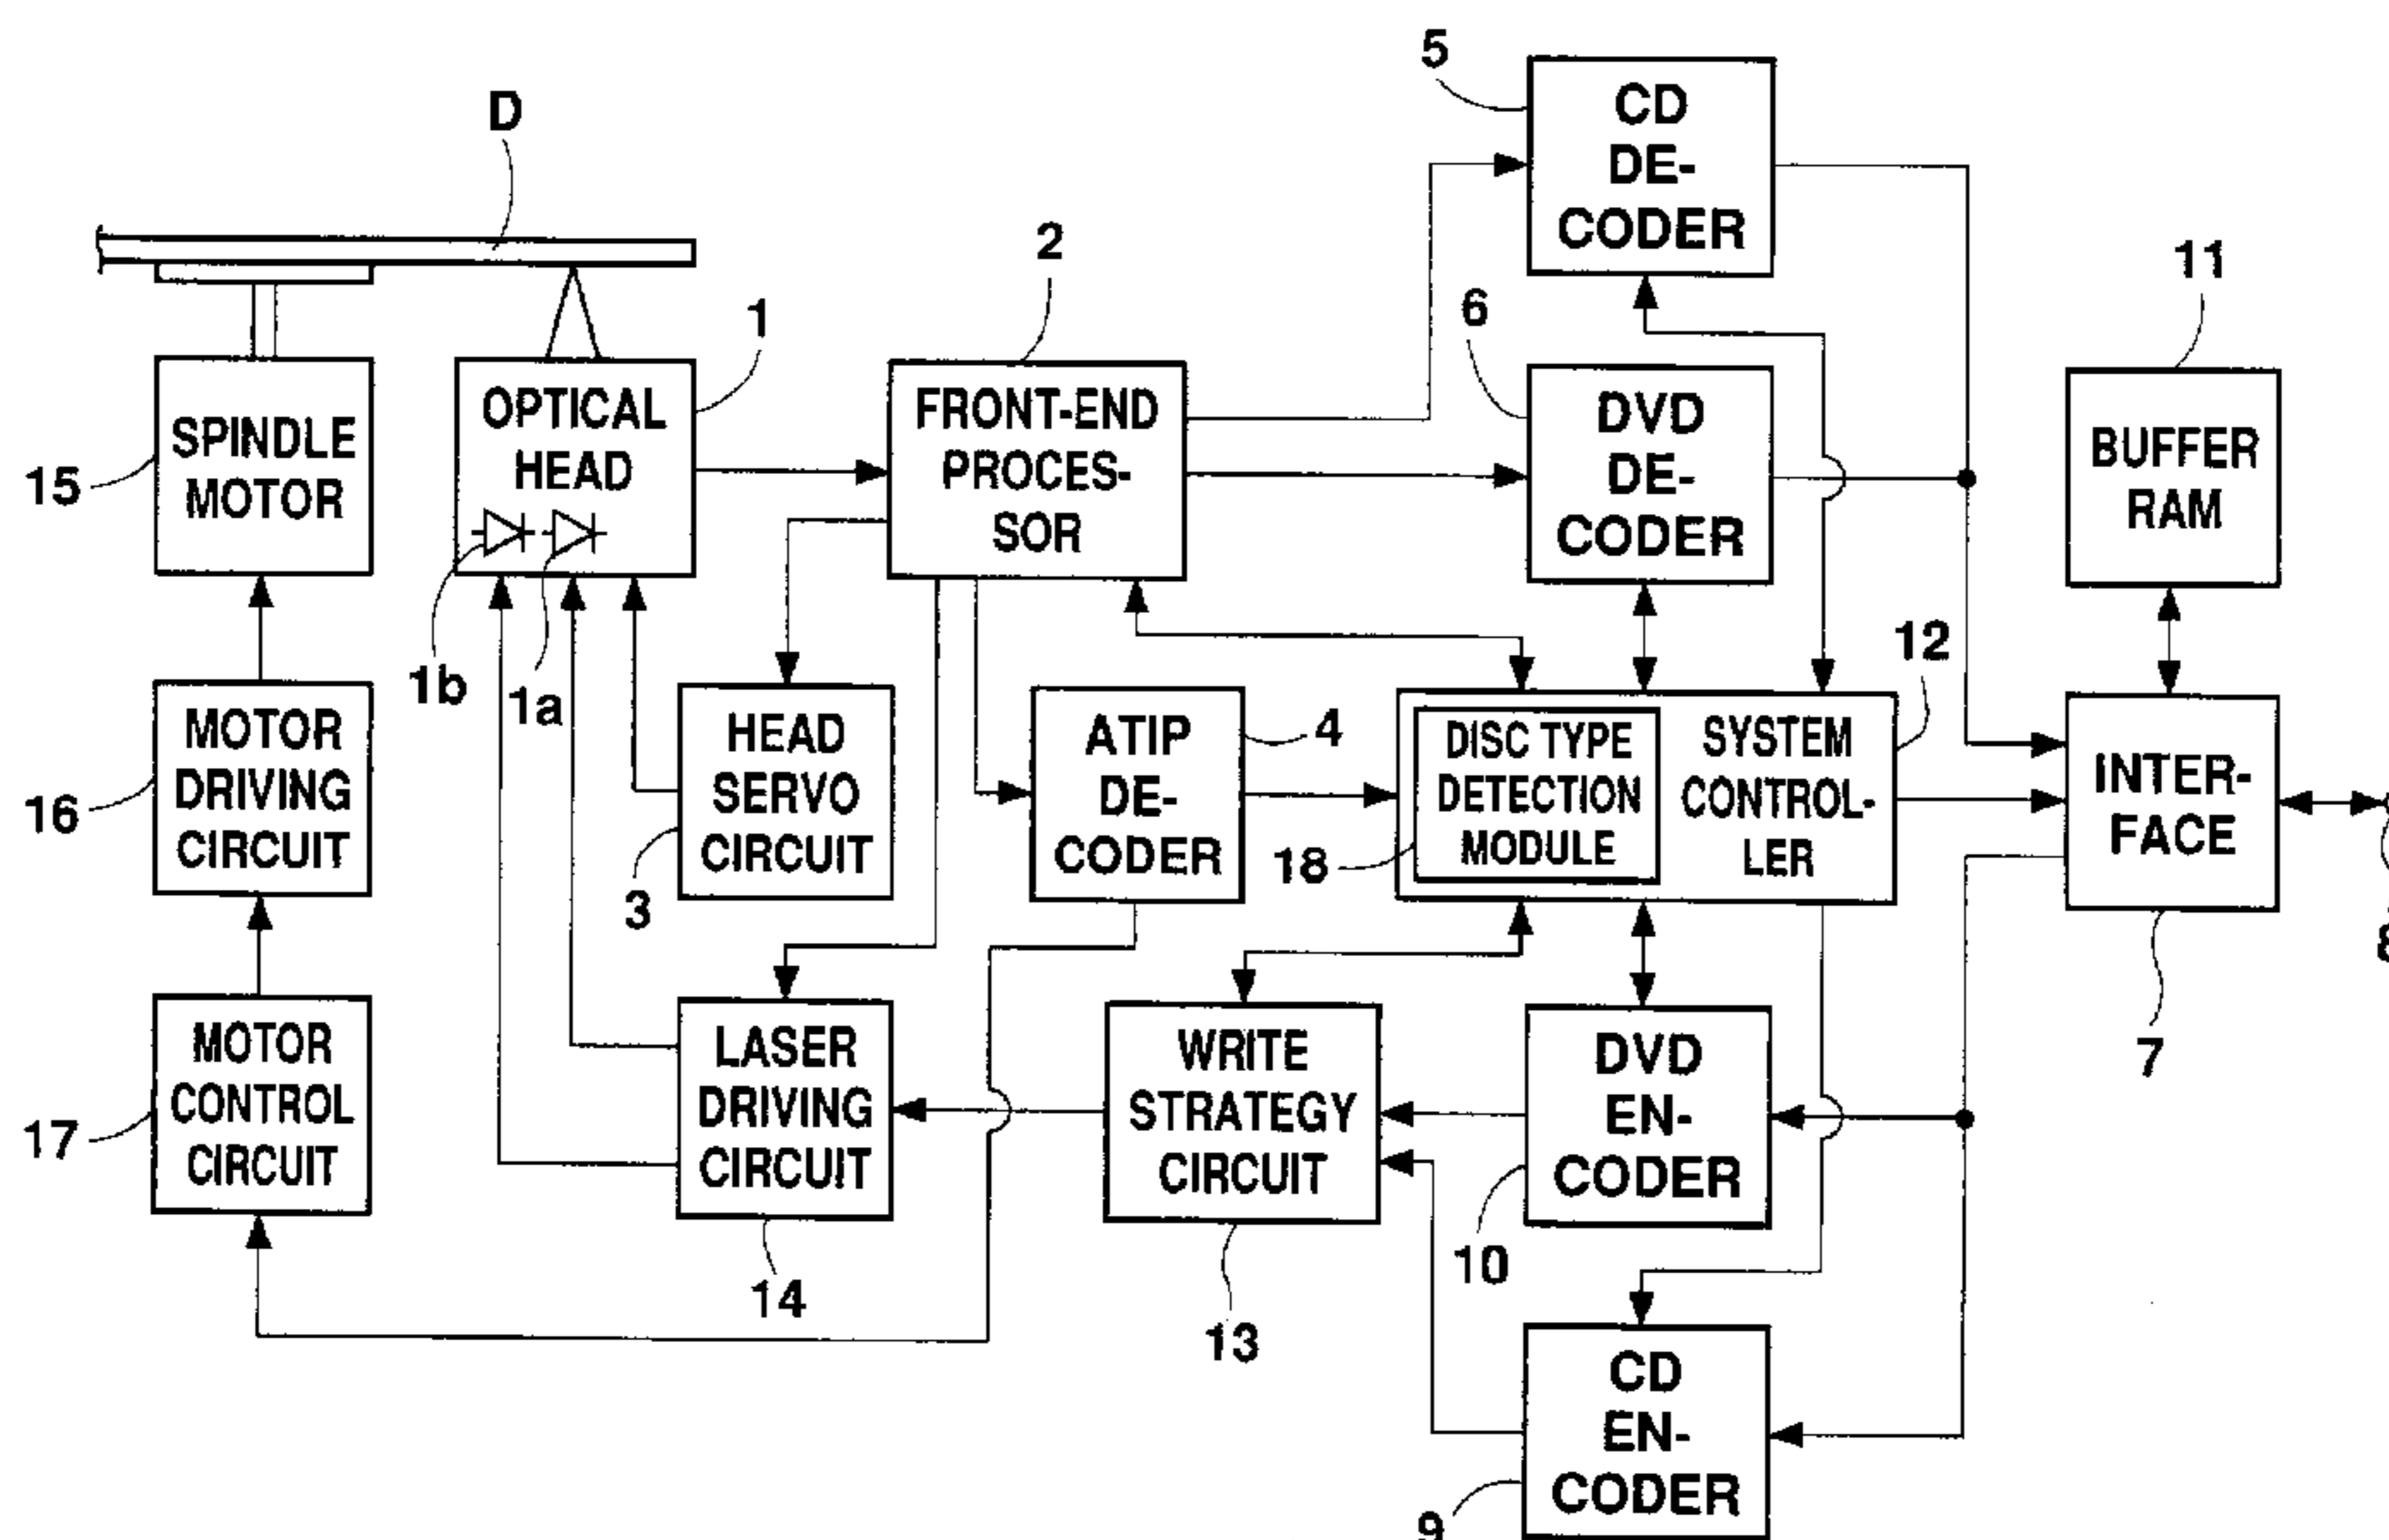 5
CD
DE-
CODER
D
2
11
1
6
OPTICAL
HEAD
FRONT-END
PROCES-
SOR
DVD
DE-
CODER
BUFFER
RAM
15
SPINDLE
MOTOR
1b
1a
12
16
MOTOR
DRIVING
CIRCUIT
HEAD
SERVO
CIRCUIT
3
ATIP
DE-
CODER
4
DISC TYPE
DETECTION
MODULE
18
SYSTEM
CONTROL-
LER
INTER-
FACE
7
8
17
MOTOR
CONTROL
CIRCUIT
LASER
DRIVING
CIRCUIT
14
WRITE
STRATEGY
CIRCUIT
13
DVD
EN-
CODER
10
CD
EN-
CODER
9